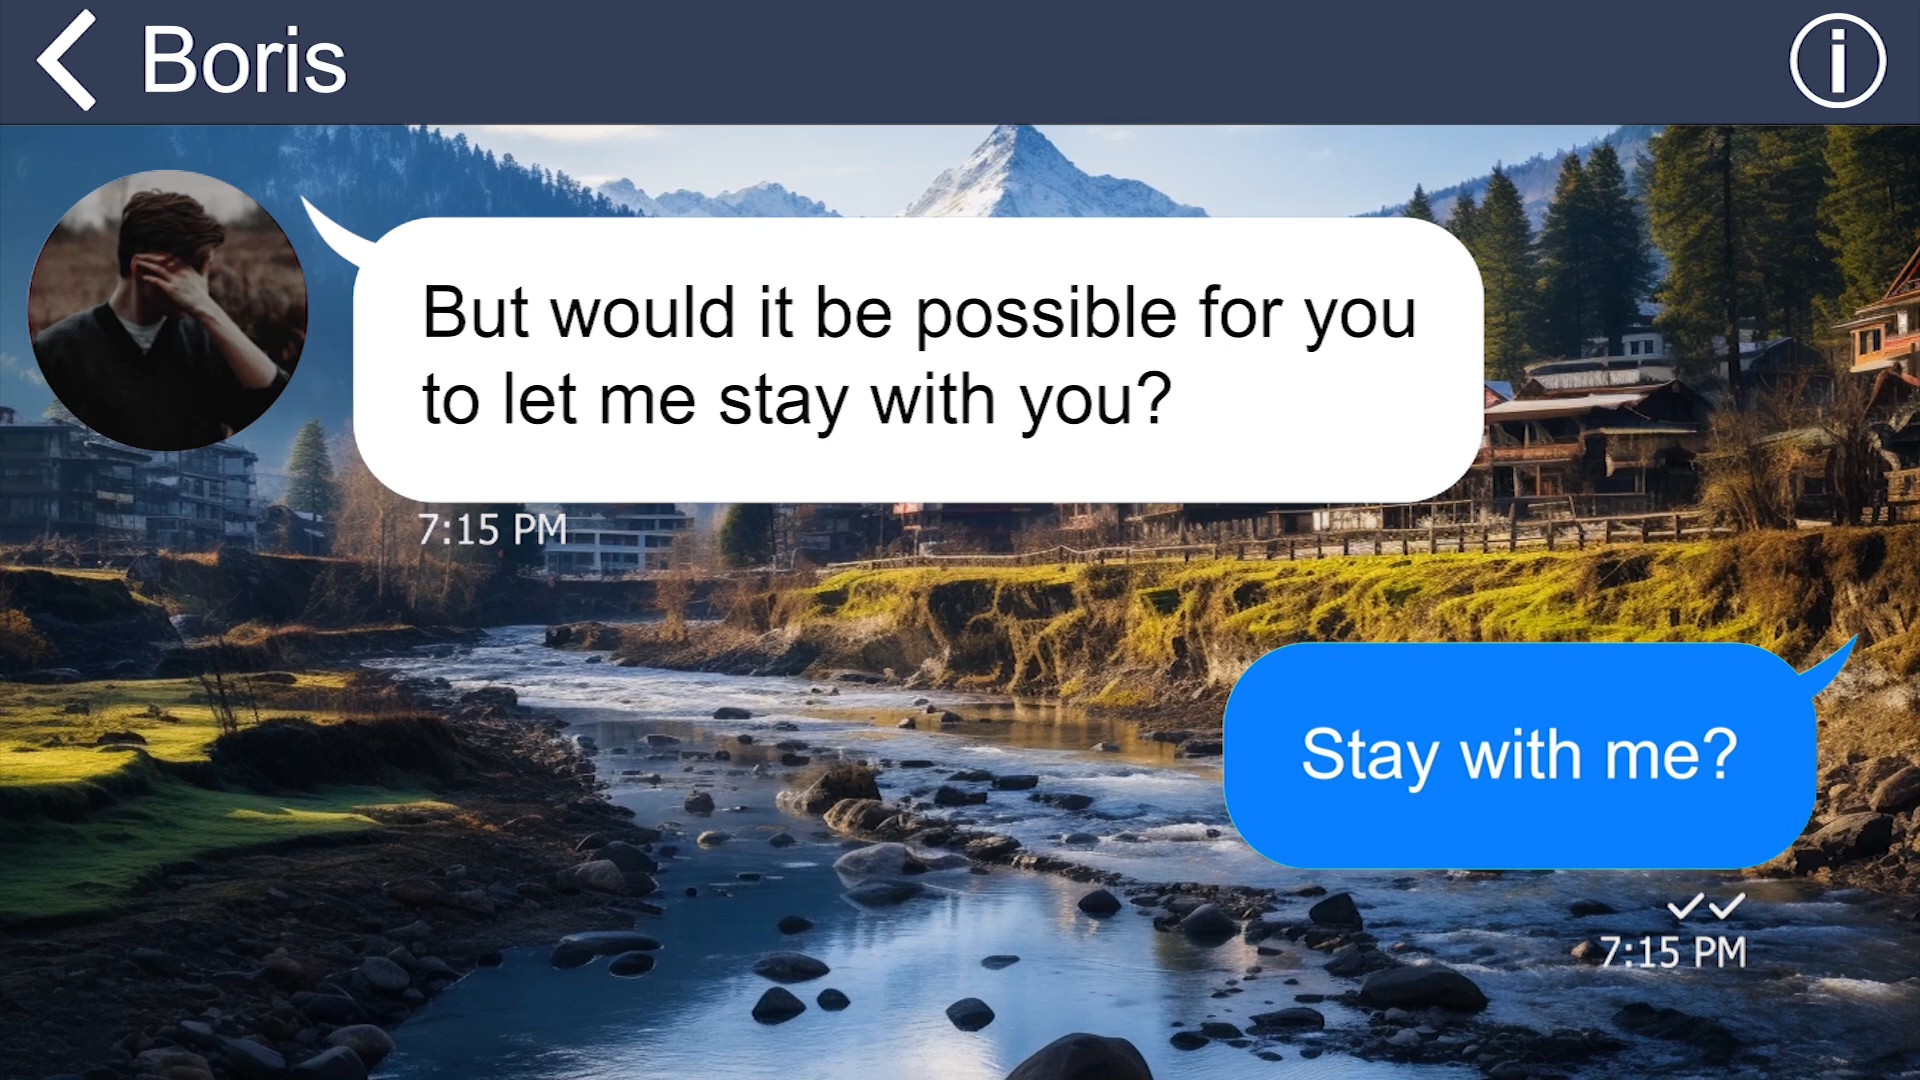 Boris
But would it be possible for you
to let me stay with you?
7:15 PM
Stay with me?
7:15 PM